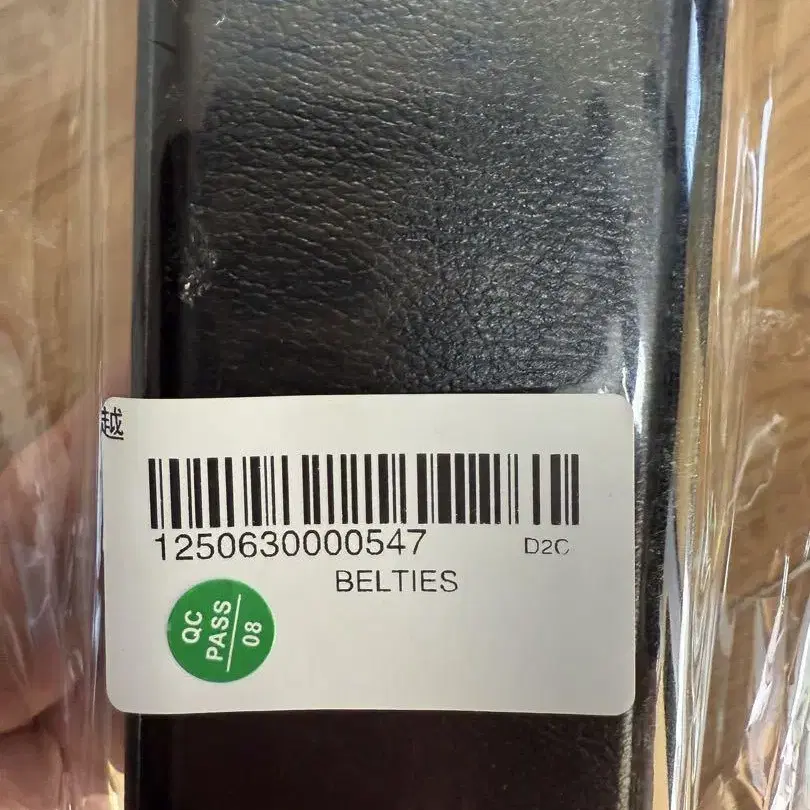 越
1250630000547
D2C
BELTIES
QC
PASS
08